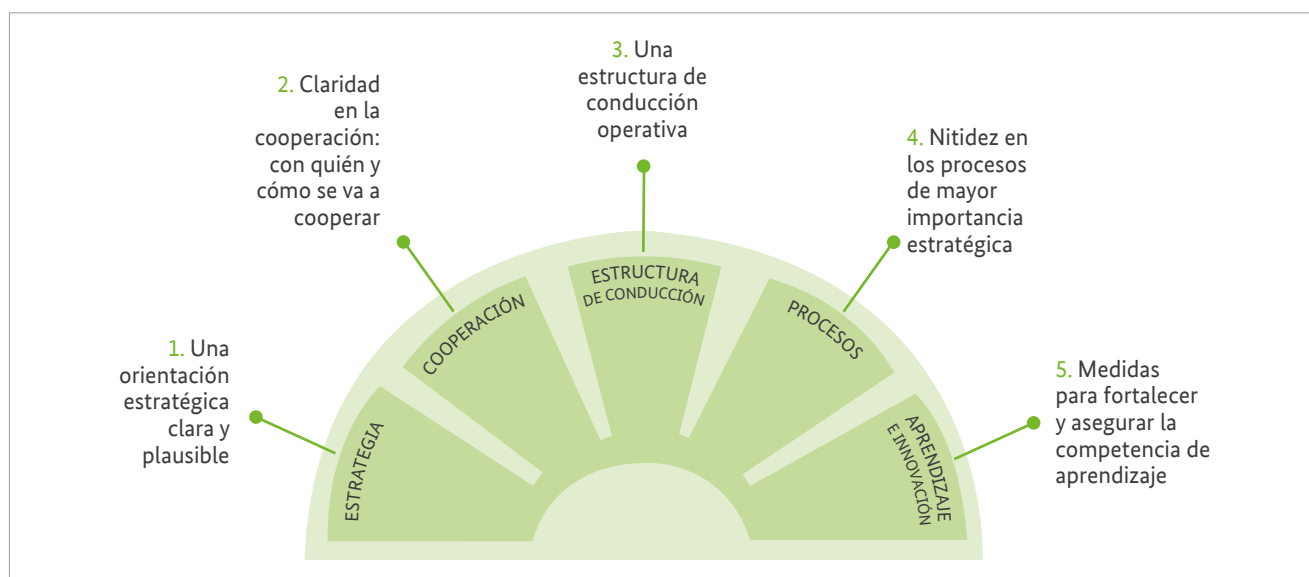 1. Una
orientación
estratégica
clara y
plausible
2. Claridad
en la
cooperación:
con quién y
cómo se va a
cooperar
3. Una
estructura de
conducción
operativa
4. Nitidez en
los procesos
de mayor
importancia
estratégica
5. Medidas
para fortalecer
y asegurar la
competencia de
aprendizaje
ESTRATEGIA
COOPERACIÓN
ESTRUCTURA
DE CONDUCCIÓN
PROCESOS
APRENDIZAJE
E INNOVACIÓN